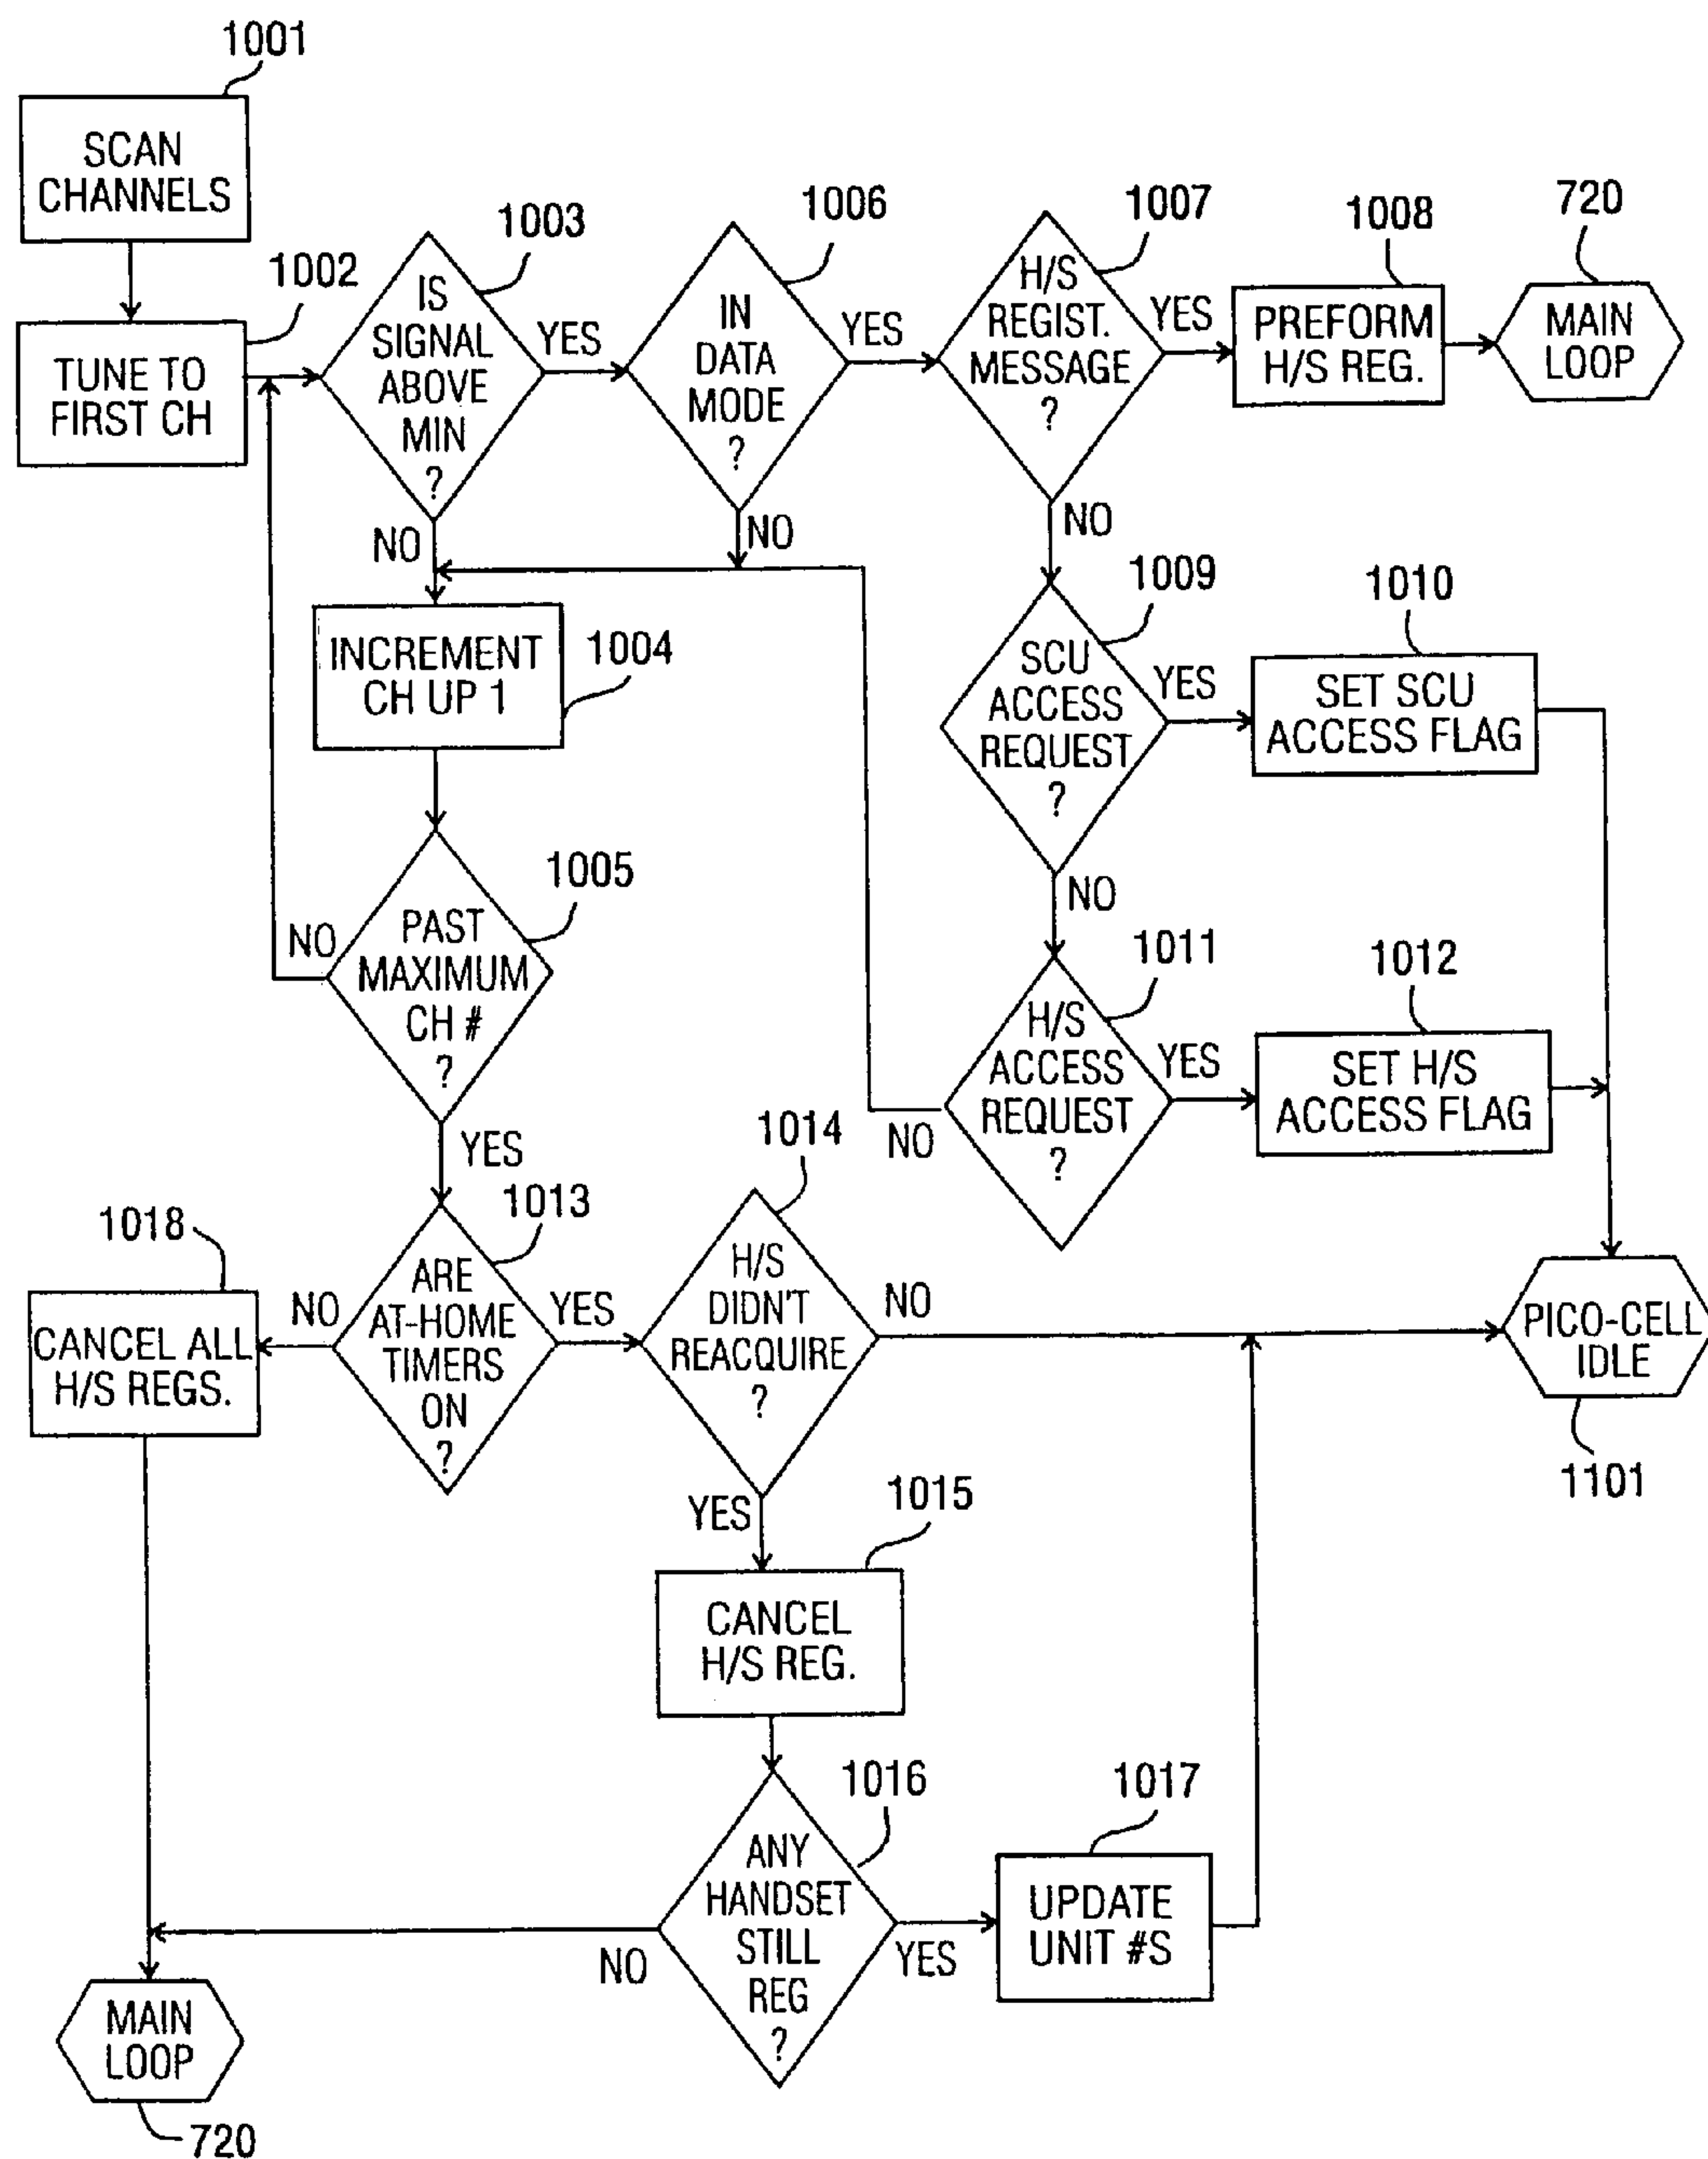 1001
SCAN
CHANNELS
1002
TUNE TO
FIRST CH
1003
IS
SIGNAL
ABOVE
MIN
?
YES
NO
1006
IN
DATA
MODE
?
YES
NO
1007
H/S
REGIST.
MESSAGE
?
YES
NO
1008
PREFORM
H/S REG.
720
MAIN
LOOP
INCREMENT
CH UP 1
1004
1009
SCU
ACCESS
REQUEST
?
YES
NO
1010
SET SCU
ACCESS FLAG
1005
PAST
MAXIMUM
CH #
?
NO
YES
1011
H/S
ACCESS
REQUEST
?
YES
NO
1012
SET H/S
ACCESS FLAG
1018
CANCEL ALL
H/S REGS.
1013
ARE
AT-HOME
TIMERS
ON
?
NO
YES
1014
H/S
DIDN'T
REACQUIRE
?
NO
YES
PICO-CELL
IDLE
1101
1015
CANCEL
H/S REG.
1016
ANY
HANDSET
STILL
REG
?
NO
YES
1017
UPDATE
UNIT #S
MAIN
LOOP
720